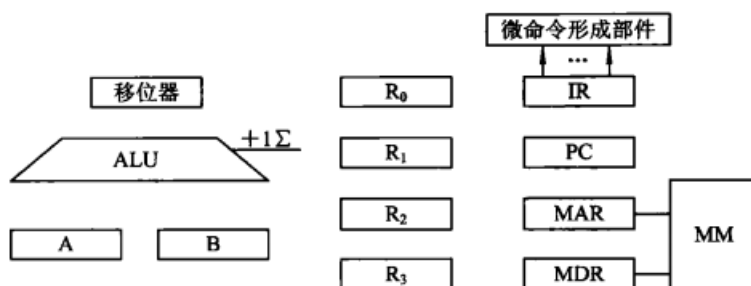 微命令形成部件
...
移位器 R₀ IR
+1Σ
ALU R₁ PC
R₂ MAR
A B MM
R₃ MDR